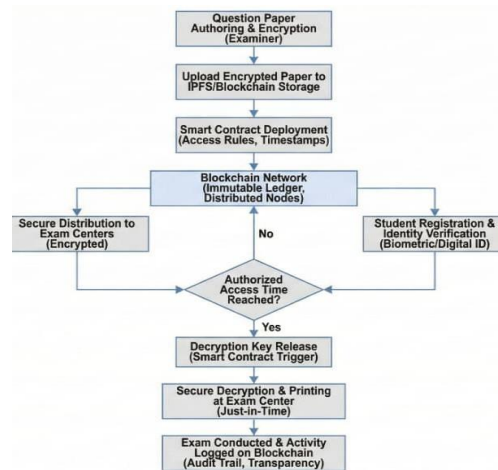 Question Paper
Authoring & Encryption
(Examiner)
Upload Encrypted Paper to
IPFS/Blockchain Storage
Smart Contract Deployment
(Access Rules, Timestamps)
Blockchain Network
(Immutable Ledger,
Distributed Nodes)
Secure Distribution to
Exam Centers
(Encrypted)
Student Registration &
Identity Verification
(Biometric/Digital ID)
No
Authorized
Access Time
Reached?
Yes
Decryption Key Release
(Smart Contract Trigger)
Secure Decryption & Printing
at Exam Center
(Just-in-Time)
Exam Conducted & Activity
Logged on Blockchain
(Audit Trail, Transparency)